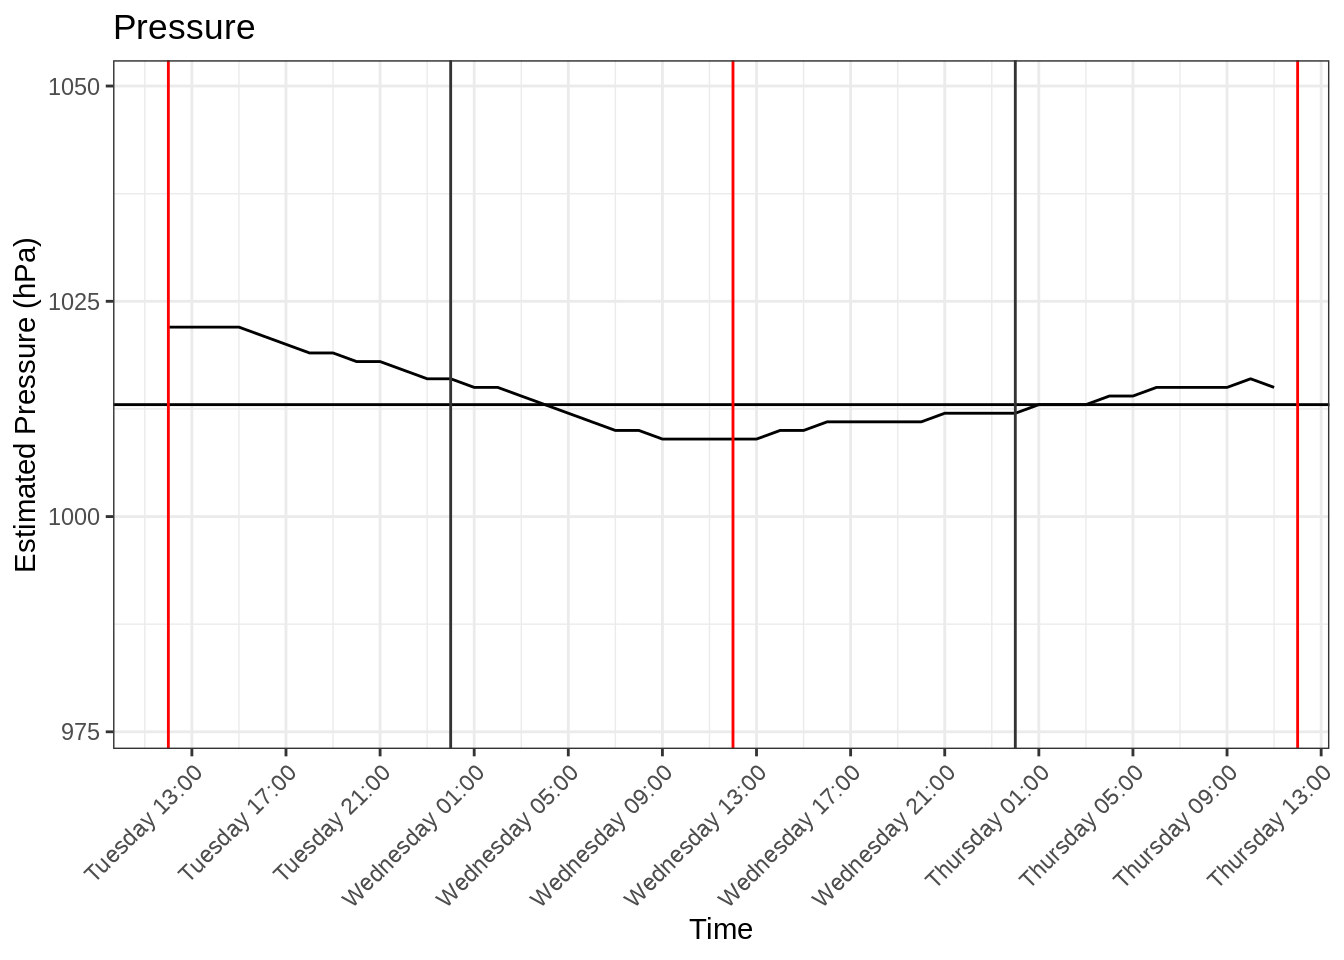 Pressure
Estimated Pressure (hPa)
1050
1025
1000
975
Tuesday 13:00
Tuesday 17:00
Tuesday 21:00
Wednesday 01:00
Wednesday 05:00
Wednesday 09:00
Wednesday 13:00
Wednesday 17:00
Wednesday 21:00
Thursday 01:00
Thursday 05:00
Thursday 09:00
Thursday 13:00
Time